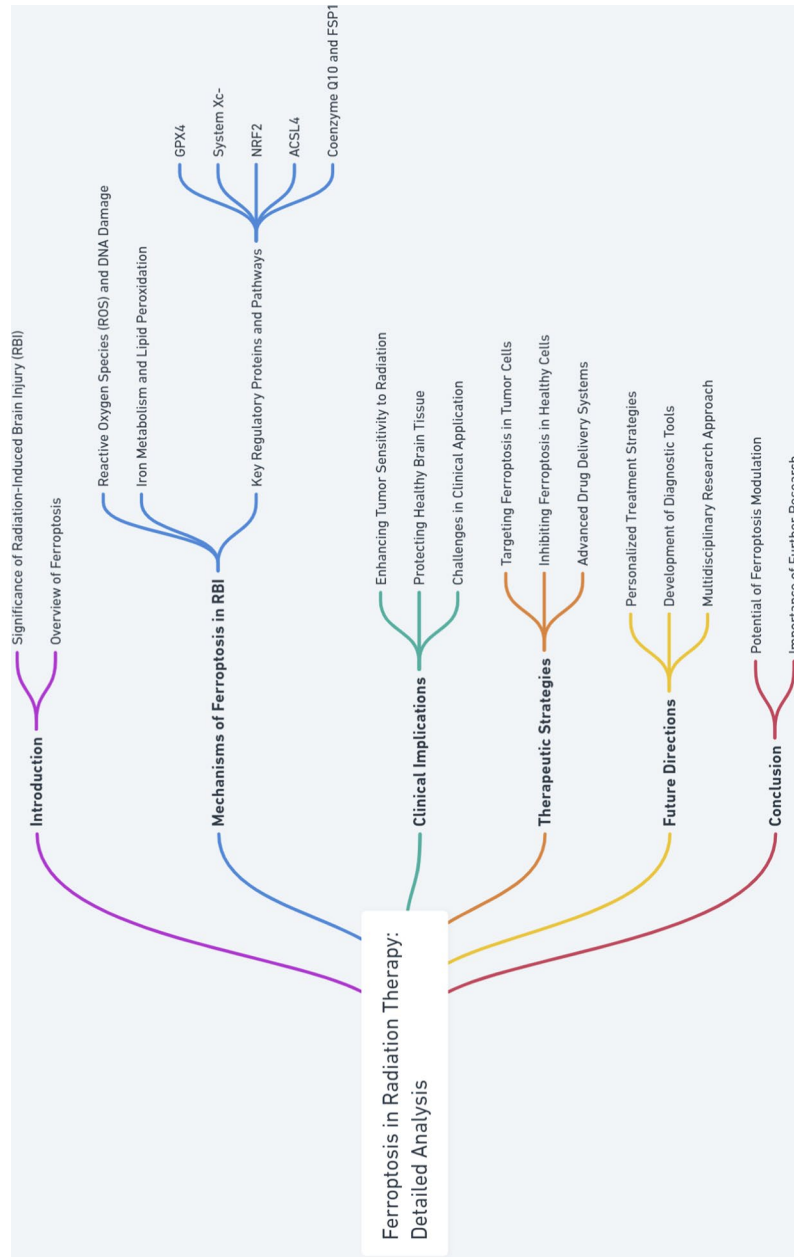 Ferroptosis in Radiation Therapy:
Detailed Analysis
Introduction
Significance of Radiation-Induced Brain Injury (RBI)
Overview of Ferroptosis
Mechanisms of Ferroptosis in RBI
Reactive Oxygen Species (ROS) and DNA Damage
Iron Metabolism and Lipid Peroxidation
Key Regulatory Proteins and Pathways
GPX4
System Xc-
NRF2
ACSL4
Coenzyme Q10 and FSP1
Clinical Implications
Enhancing Tumor Sensitivity to Radiation
Protecting Healthy Brain Tissue
Challenges in Clinical Application
Therapeutic Strategies
Targeting Ferroptosis in Tumor Cells
Inhibiting Ferroptosis in Healthy Cells
Advanced Drug Delivery Systems
Future Directions
Personalized Treatment Strategies
Development of Diagnostic Tools
Multidisciplinary Research Approach
Conclusion
Potential of Ferroptosis Modulation
Importance of Further Research